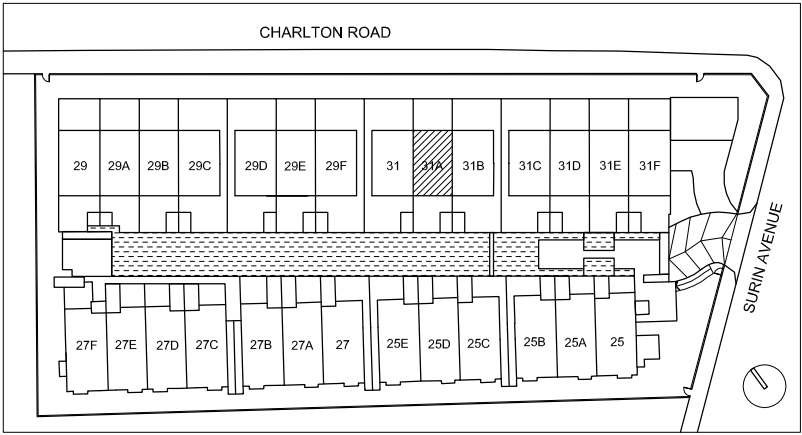 CHARLTON ROAD
29 29A 29B 29C 29D 29E 29F 31 31A 31B 31C 31D 31E 31F
SURIN AVENUE
27F 27E 27D 27C 27B 27A 27 25E 25D 25C 25B 25A 25